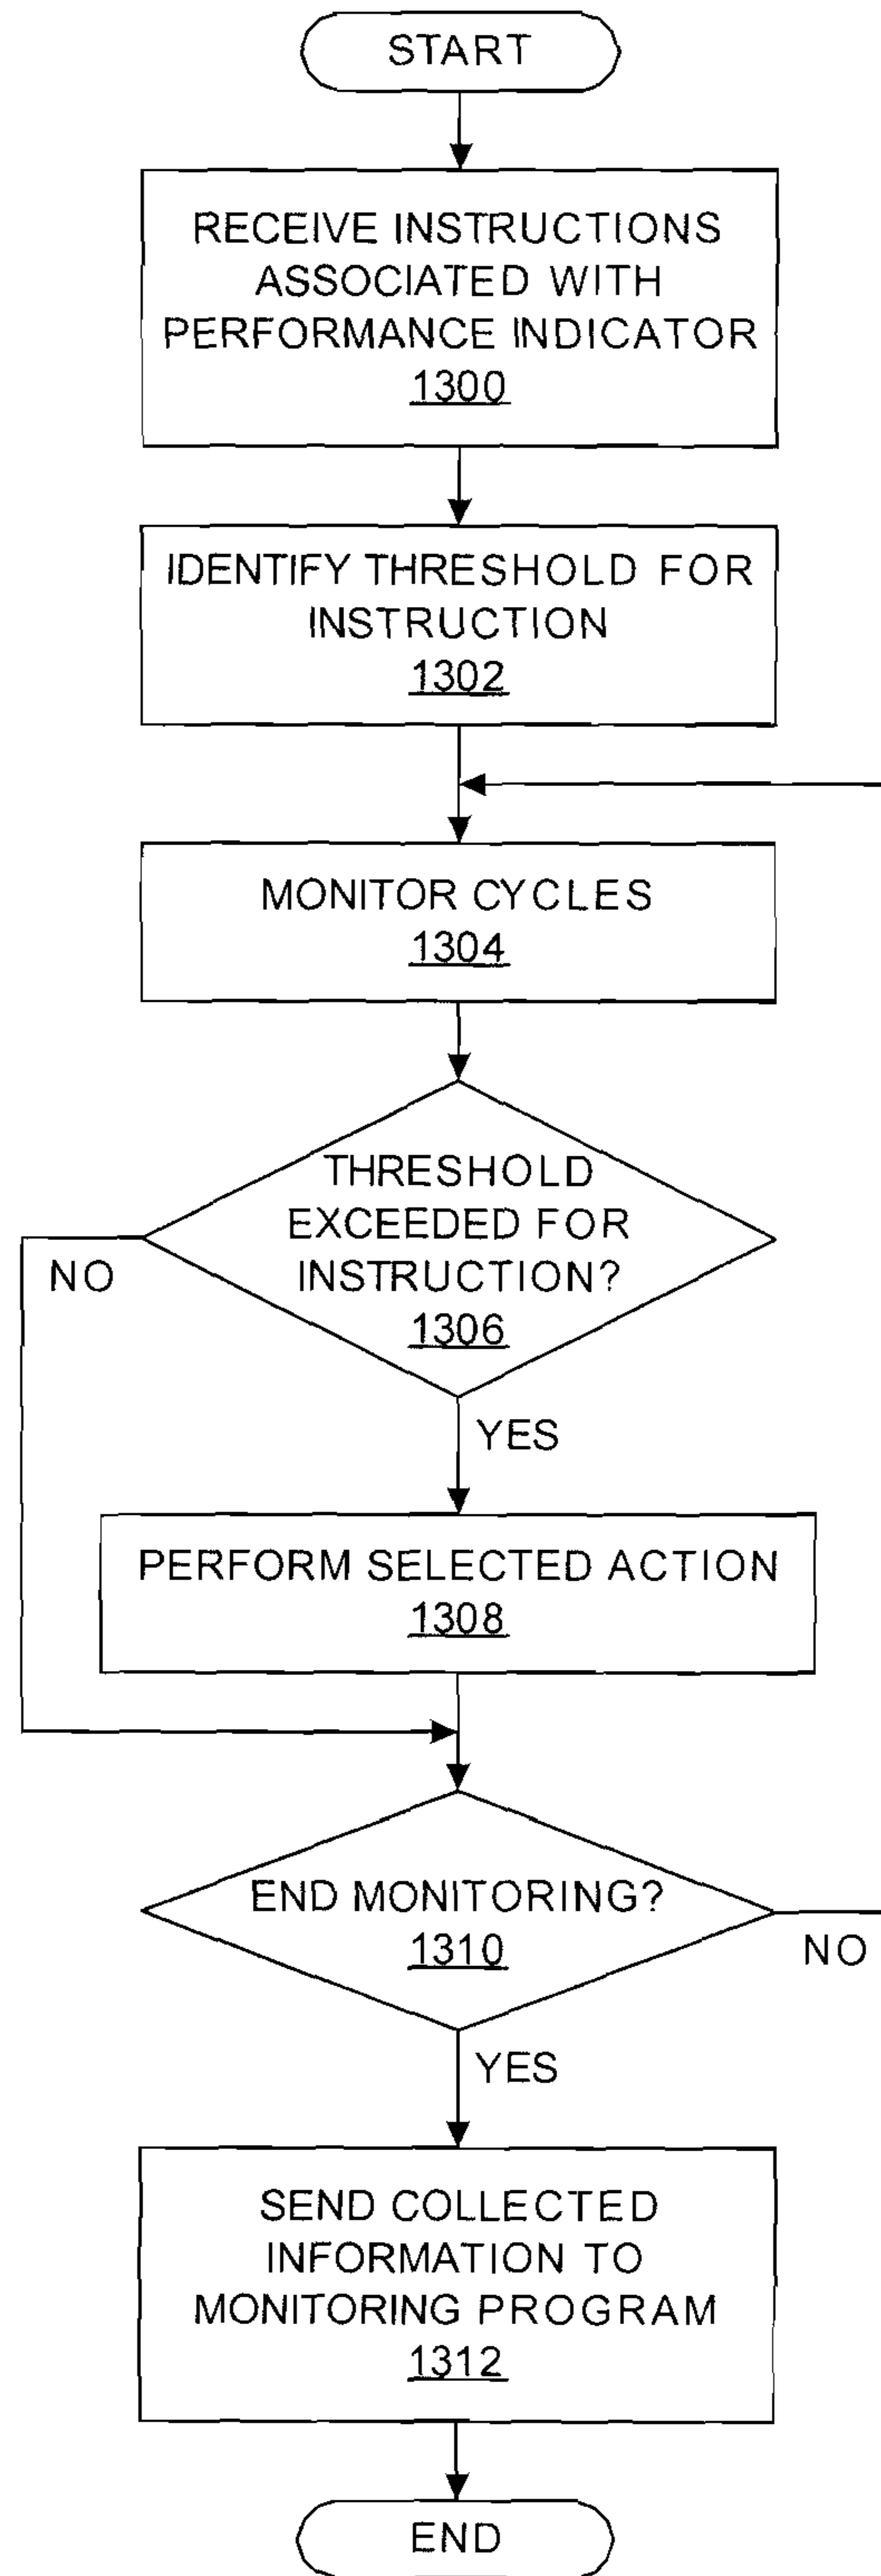 START
RECEIVE INSTRUCTIONS
ASSOCIATED WITH
PERFORMANCE INDICATOR
1300
IDENTIFY THRESHOLD FOR
INSTRUCTION
1302
MONITOR CYCLES
1304
THRESHOLD
EXCEEDED FOR
INSTRUCTION?
1306
NO
YES
PERFORM SELECTED ACTION
1308
END MONITORING?
1310
NO
YES
SEND COLLECTED
INFORMATION TO
MONITORING PROGRAM
1312
END